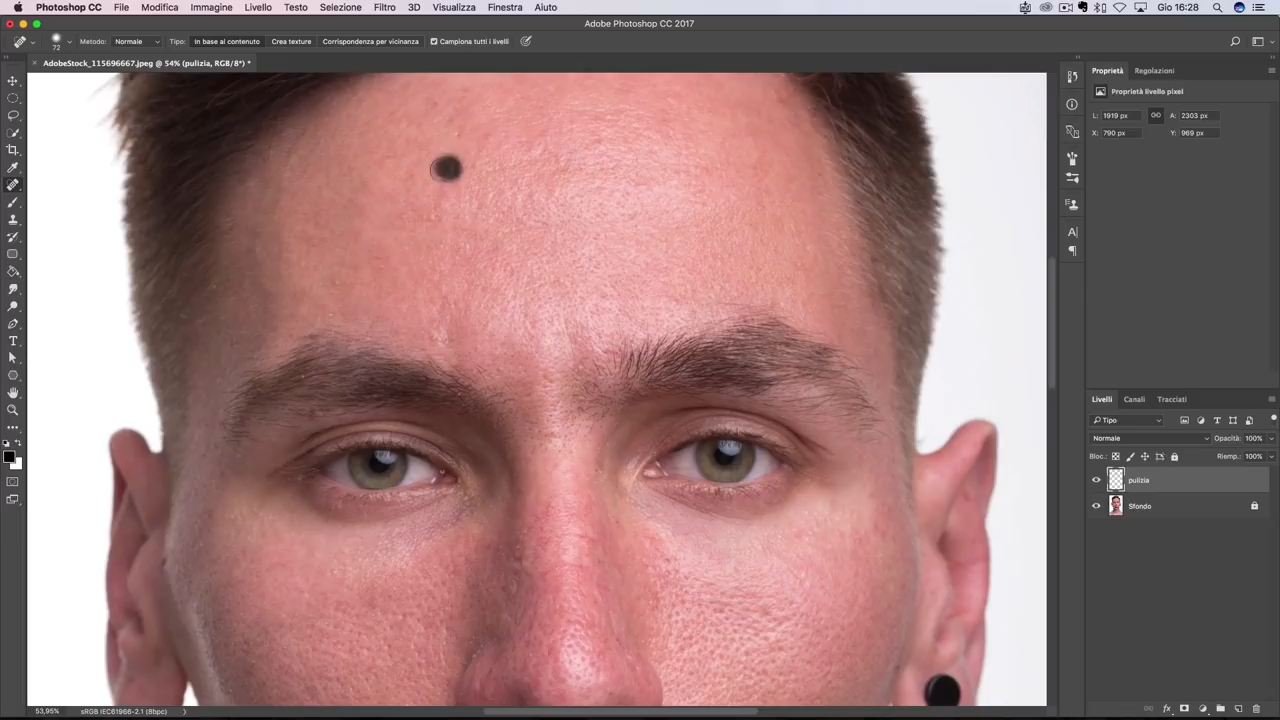 Photoshop CC File Modifica Immagine Livello Testo Selezione Filtro 3D Visualizza Finestra Aiuto 100% Gio 16:28
Adobe Photoshop CC 2017
72 Metodo: Normale Tipo: In base al contenuto Crea texture Corrispondenza per vicinanza Campiona tutti i livelli
AdobeStock_115696667.jpeg @ 54% (pulizia, RGB/8*) *
Proprietà Regolazioni
Proprietà livello pixel
L: 1919 px A: 2303 px
X: 790 px Y: 969 px
Livelli Canali Tracciati
Tipo
Normale Opacità: 100%
Bloc.: Riemp.: 100%
pulizia
Sfondo
53,95% sRGB IEC61966-2.1 (8bpc)